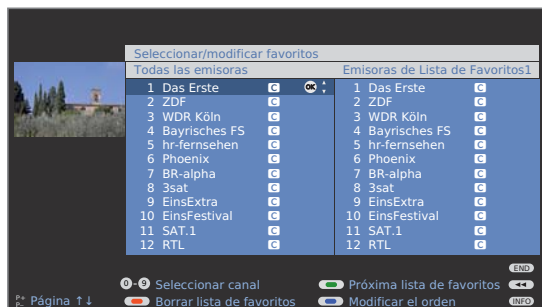 Seleccionar/modificar favoritos
Todas las emisoras Emisoras de Lista de Favoritos1
1 Das Erste C OK 1 Das Erste C
2 ZDF C 2 ZDF C
3 WDR Köln C 3 WDR Köln C
4 Bayrisches FS C 4 Bayrisches FS C
5 hr-fernsehen C 5 hr-fernsehen C
6 Phoenix C 6 Phoenix C
7 BR-alpha C 7 BR-alpha C
8 3sat C 8 3sat C
9 EinsExtra C 9 EinsExtra C
10 EinsFestival C 10 EinsFestival C
11 SAT.1 C 11 SAT.1 C
12 RTL C 12 RTL C
END
0-9 Seleccionar canal Próxima lista de favoritos
P+ P- Página ↑↓ Borrar lista de favoritos Modificar el orden INFO